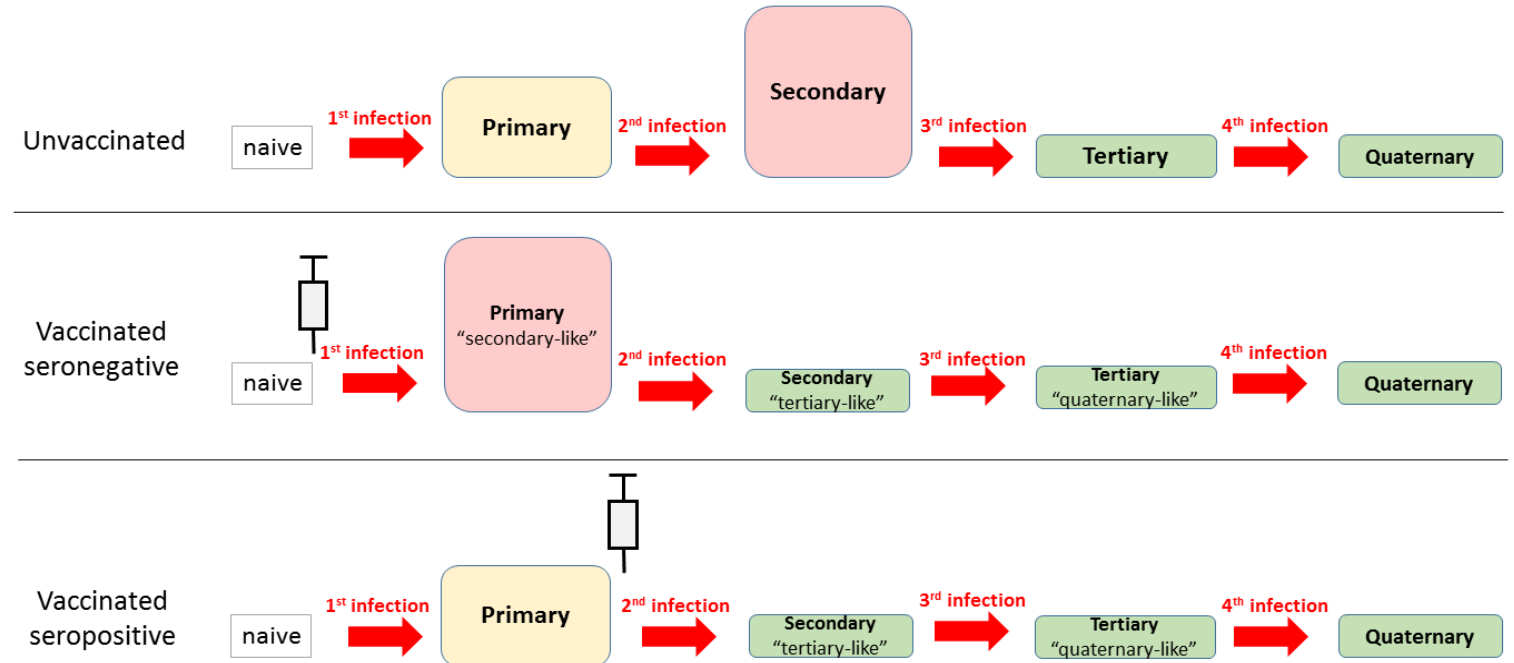 Unvaccinated
naive
1st infection
Primary
2nd infection
Secondary
3rd infection
Tertiary
4th infection
Quaternary
Vaccinated
seronegative
naive
1st infection
Primary
“secondary-like”
2nd infection
Secondary
“tertiary-like”
3rd infection
Tertiary
“quaternary-like”
4th infection
Quaternary
Vaccinated
seropositive
naive
1st infection
Primary
2nd infection
Secondary
“tertiary-like”
3rd infection
Tertiary
“quaternary-like”
4th infection
Quaternary